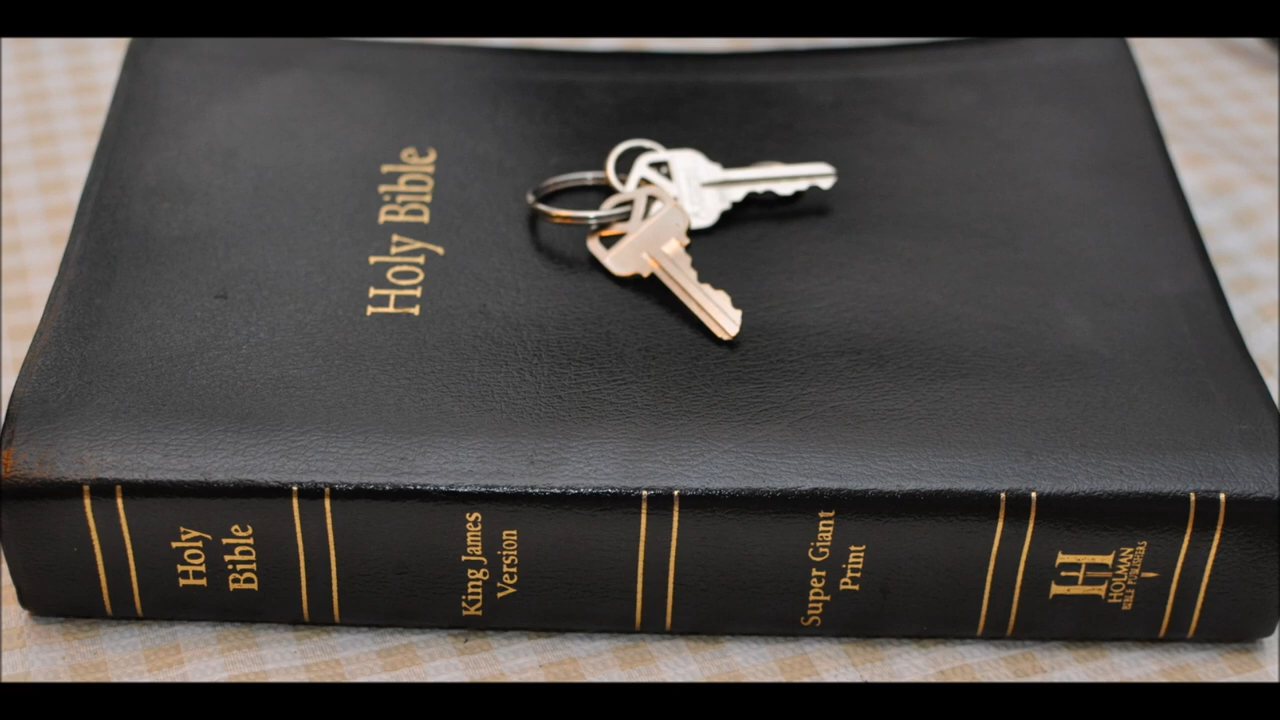 Holy Bible
Holy
Bible
King James
Version
Super Giant
Print
HOLMAN
BIBLE PUBLISHERS